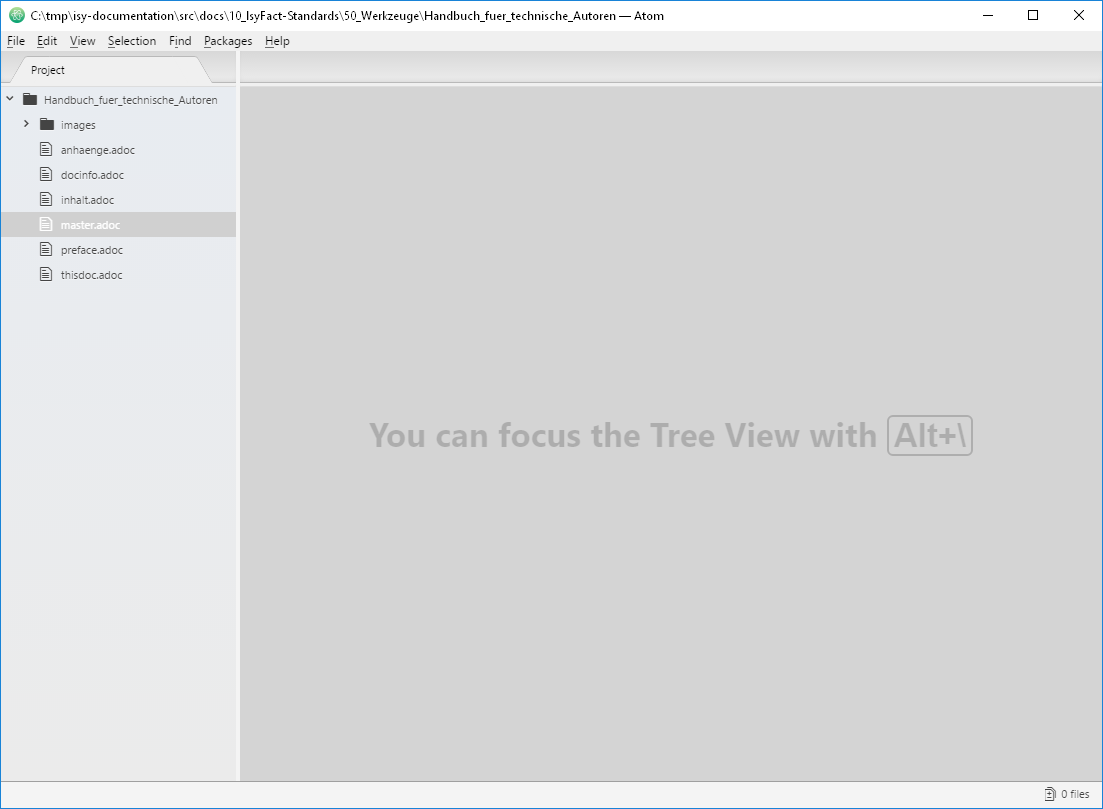 C:\tmp\isy-documentation\src\docs\10_IsyFact-Standards\50_Werkzeuge\Handbuch_fuer_technische_Autoren — Atom
File Edit View Selection Find Packages Help
Project
Handbuch_fuer_technische_Autoren
images
anhaenge.adoc
docinfo.adoc
inhalt.adoc
master.adoc
preface.adoc
thisdoc.adoc
You can focus the Tree View with Alt+\
0 files